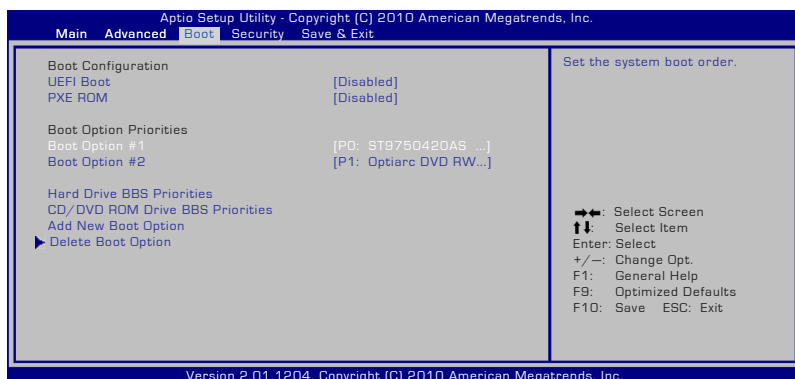 Aptio Setup Utility - Copyright (C) 2010 American Megatrends, Inc.
Main Advanced Boot Security Save & Exit
Boot Configuration
UEFI Boot [Disabled]
PXE ROM [Disabled]
Boot Option Priorities
Boot Option #1 [P0: ST9750420AS ...]
Boot Option #2 [P1: Optiarc DVD RW...]
Hard Drive BBS Priorities
CD/DVD ROM Drive BBS Priorities
Add New Boot Option
Delete Boot Option
Set the system boot order.
→←: Select Screen
↑↓: Select Item
Enter: Select
+/—: Change Opt.
F1: General Help
F9: Optimized Defaults
F10: Save ESC: Exit
Version 2.01.1204. Copyright (C) 2010 American Megatrends, Inc.